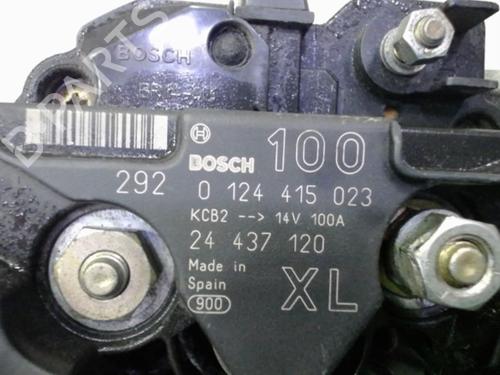 BOSCH
B-PARTS
BOSCH 100
292 0 124 415 023
KCB2 --> 14V 100A
24 437 120
Made in
Spain
900 XL